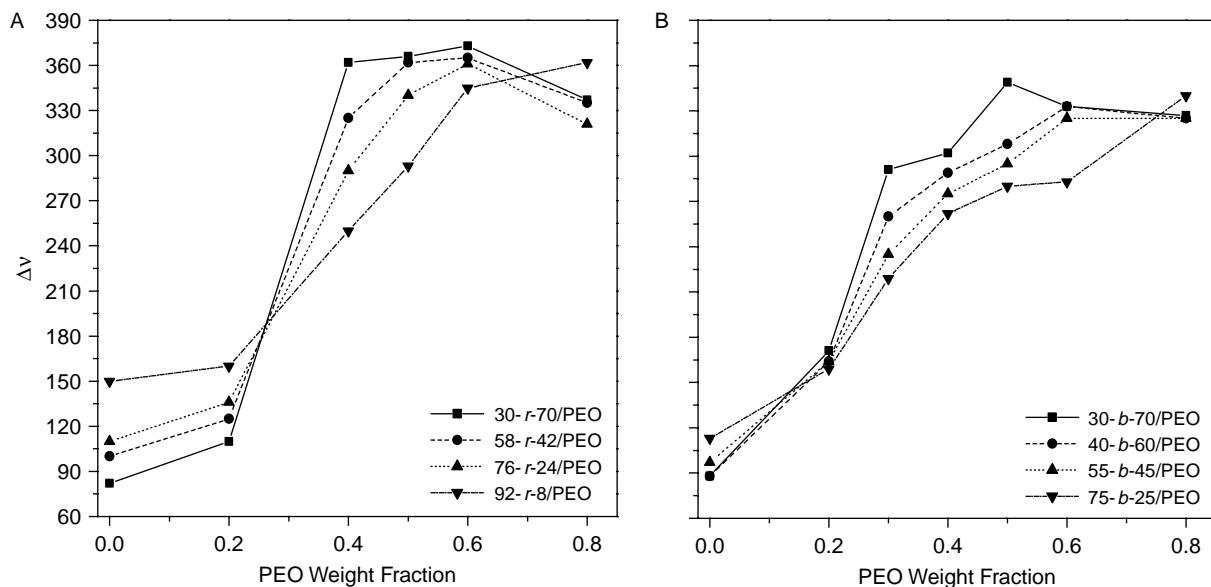 A
390
360
330
300
270
240
210
180
150
120
90
60
Δν
0.0 0.2 0.4 0.6 0.8
PEO Weight Fraction
30- r-70/PEO
58- r-42/PEO
76- r-24/PEO
92- r-8/PEO
B
0.0 0.2 0.4 0.6 0.8
PEO Weight Fraction
30- b-70/PEO
40- b-60/PEO
55- b-45/PEO
75- b-25/PEO